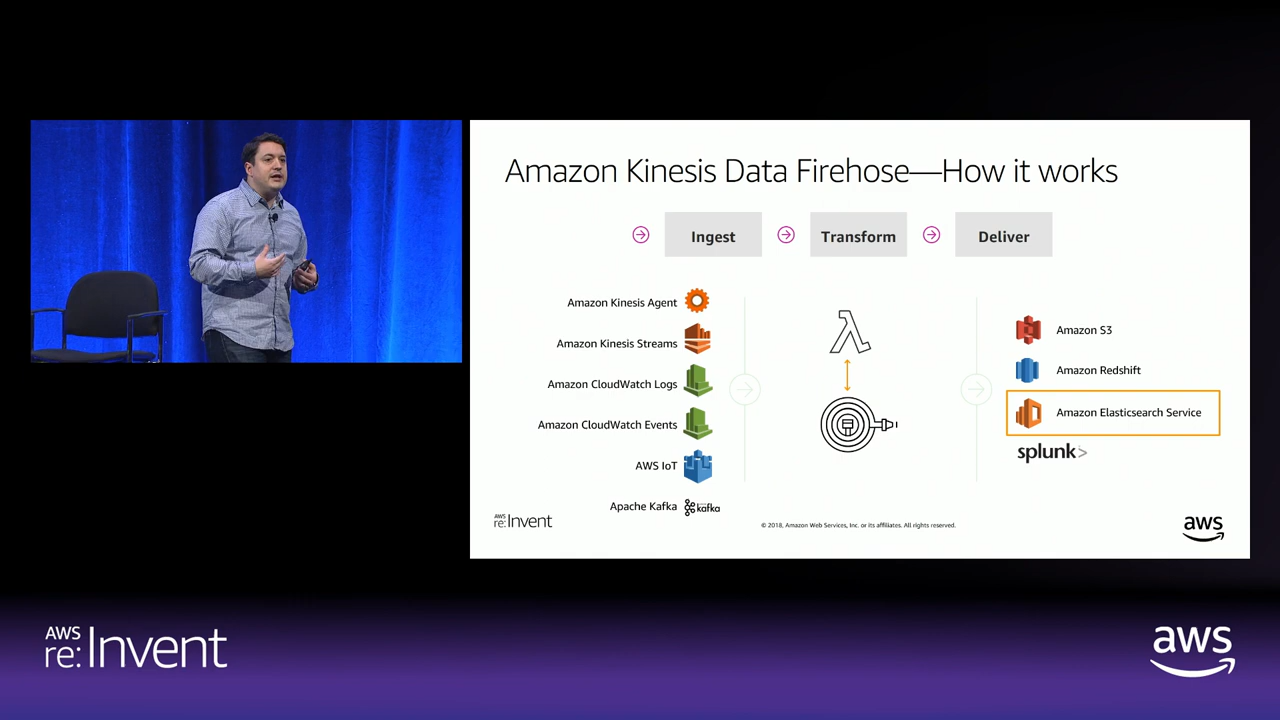 Amazon Kinesis Data Firehose—How it works
Ingest
Transform
Deliver
Amazon Kinesis Agent
Amazon Kinesis Streams
Amazon CloudWatch Logs
Amazon CloudWatch Events
AWS IoT
Apache Kafka
kafka
Amazon S3
Amazon Redshift
Amazon Elasticsearch Service
splunk>
AWS
re:Invent
© 2018, Amazon Web Services, Inc. or its affiliates. All rights reserved.
aws
AWS
re:Invent
aws